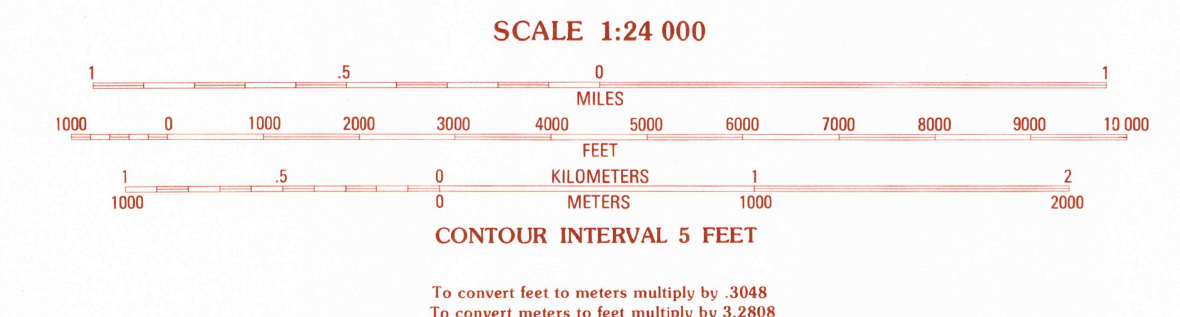 SCALE 1:24 000
1 .5 0 1
MILES
1000 0 1000 2000 3000 4000 5000 6000 7000 8000 9000 10 000
FEET
1 .5 0 KILOMETERS 1 2
1000 0 METERS 1000 2000
CONTOUR INTERVAL 5 FEET
To convert feet to meters multiply by .3048
To convert meters to feet multiply by 3.2808